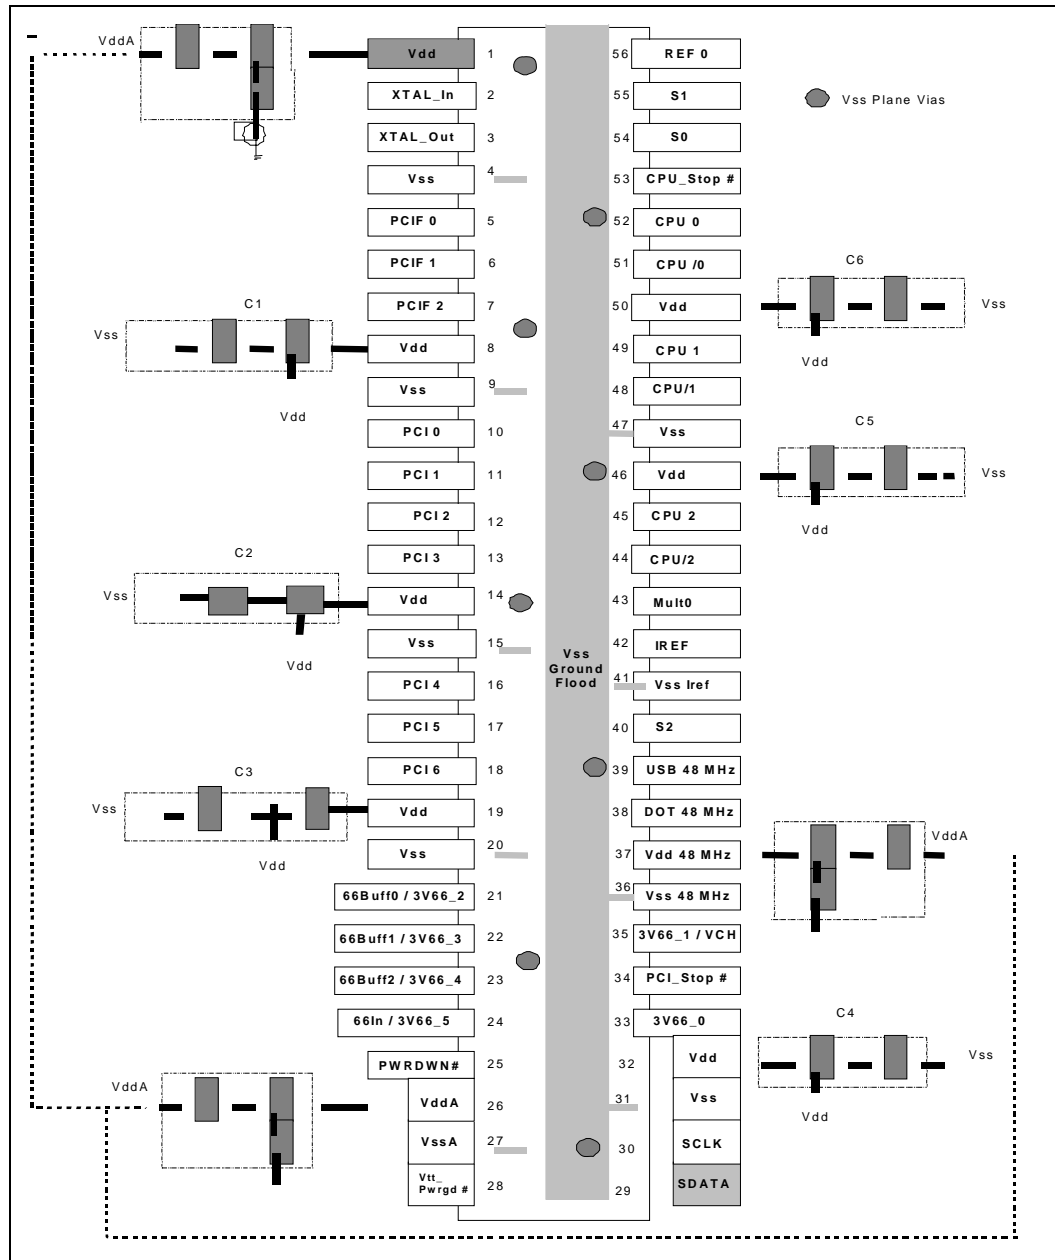 VddA
Vdd 1
XTAL_In 2
XTAL_Out 3
Vss 4
PCIF 0 5
PCIF 1 6
C1
PCIF 2 7
Vss
Vdd 8
Vss 9
Vdd
PCI 0 10
PCI 1 11
PCI 2 12
C2
PCI 3 13
Vss
Vdd 14
Vss 15
Vdd
PCI 4 16
PCI 5 17
C3
PCI 6 18
Vss
Vdd 19
Vss 20
Vdd
66Buff0 / 3V66_2 21
66Buff1 / 3V66_3 22
66Buff2 / 3V66_4 23
66In / 3V66_5 24
PWRDWN# 25
VddA
VddA 26
VssA 27
Vtt_
Pwrgd # 28
Vss
Ground
Flood
56 REF 0
55 S1
Vss Plane Vias
54 S0
53 CPU_Stop #
52 CPU 0
51 CPU /0
C6
50 Vdd
Vss
49 CPU 1
Vdd
48 CPU/1
C5
47 Vss
46 Vdd
Vss
45 CPU 2
Vdd
44 CPU/2
43 Mult0
42 IREF
41 Vss Iref
40 S2
39 USB 48 MHz
38 DOT 48 MHz
VddA
37 Vdd 48 MHz
36 Vss 48 MHz
35 3V66_1 / VCH
34 PCI_Stop #
C4
33 3V66_0
32 Vdd
Vss
31 Vss
Vdd
30 SCLK
29 SDATA